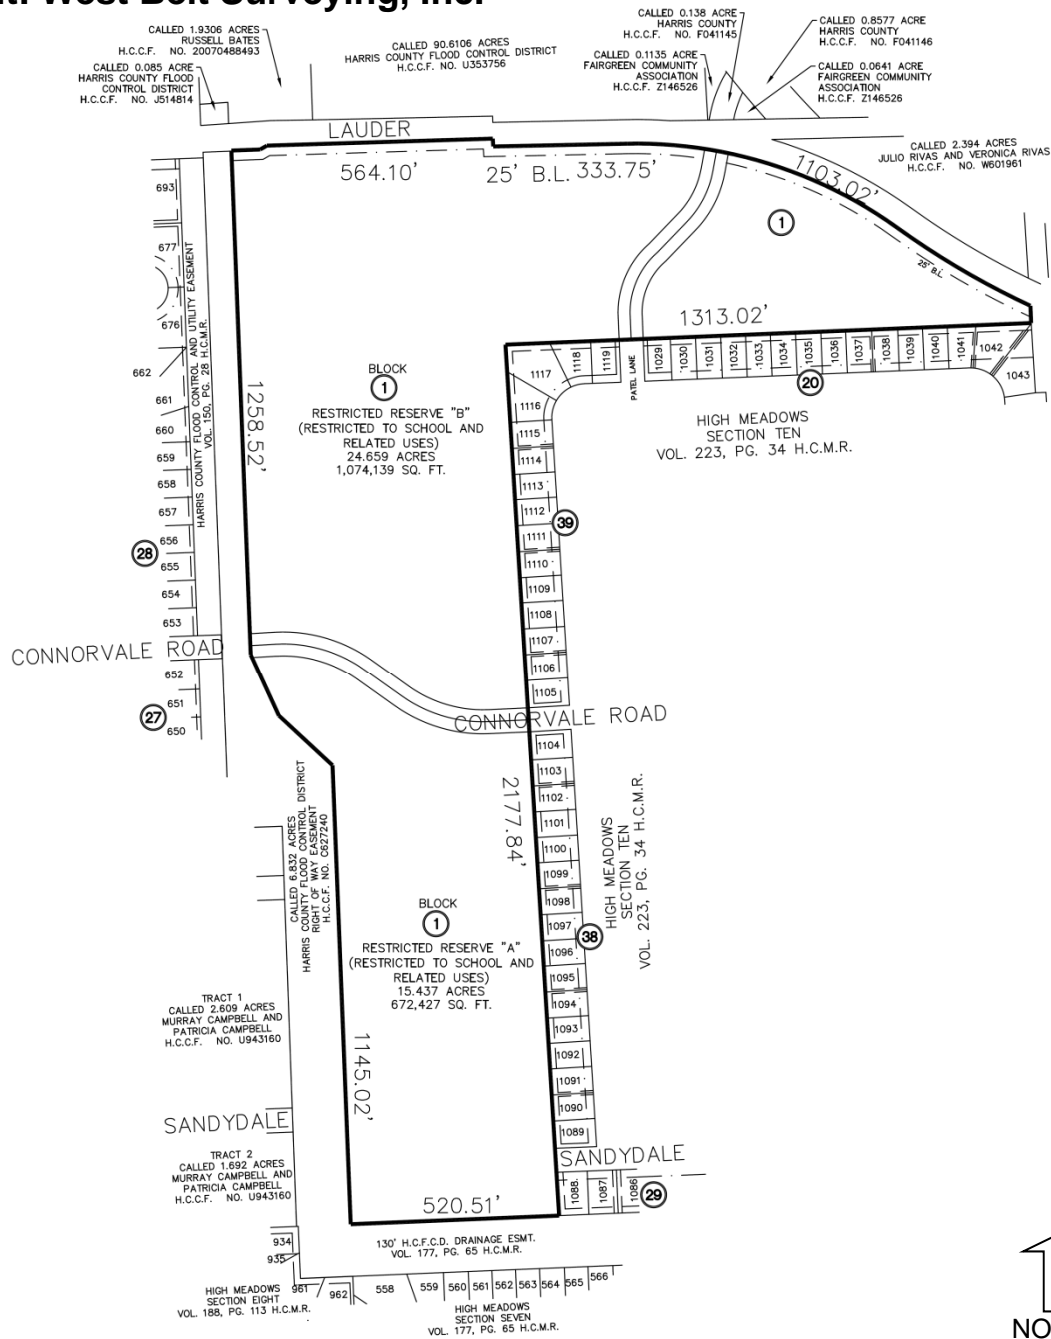 West Belt Surveying, Inc.
CALLED 1.9306 ACRES
RUSSELL BATES
H.C.C.F. NO. 20070488493
CALLED 0.085 ACRE
HARRIS COUNTY FLOOD
CONTROL DISTRICT
H.C.C.F. NO. J514814
CALLED 90.6106 ACRES
HARRIS COUNTY FLOOD CONTROL DISTRICT
H.C.C.F. NO. U353756
CALLED 0.138 ACRE
HARRIS COUNTY
H.C.C.F. NO. F041145
CALLED 0.1135 ACRE
FAIRGREEN COMMUNITY
ASSOCIATION
H.C.C.F. Z146526
CALLED 0.8577 ACRE
HARRIS COUNTY
H.C.C.F. NO. F041146
CALLED 0.0641 ACRE
FAIRGREEN COMMUNITY
ASSOCIATION
H.C.C.F. Z146526
CALLED 2.394 ACRES
JULIO RIVAS AND VERONICA RIVAS
H.C.C.F. NO. W601961
LAUDER
564.10'
25' B.L.
333.75'
1103.02'
1
25' B.L.
1313.02'
693
677
676
662
661
660
659
658
657
656
28
655
654
653
HARRIS COUNTY FLOOD CONTROL AND UTILITY EASEMENT
VOL. 150, PG. 28 H.C.M.R.
1258.52'
BLOCK
1
RESTRICTED RESERVE "B"
(RESTRICTED TO SCHOOL AND
RELATED USES)
24.659 ACRES
1,074,139 SQ. FT.
1117
1118
1119
PATEL LANE
1029
1030
1031
1032
1033
1034
1035
1036
1037
1038
1039
1040
1041
1042
1043
20
HIGH MEADOWS
SECTION TEN
VOL. 223, PG. 34 H.C.M.R.
1116
1115
1114
1113
1112
39
1111
1110
1109
1108
1107
1106
1105
CONNORVALE ROAD
652
651
27
650
CONNORVALE ROAD
1104
1103
1102
1101
1100
1099
1098
1097
38
1096
1095
1094
1093
1092
1091
1090
1089
2177.84'
HIGH MEADOWS
SECTION TEN
VOL. 223, PG. 34 H.C.M.R.
CALLED 6.832 ACRES
HARRIS COUNTY FLOOD CONTROL DISTRICT
RIGHT OF WAY EASEMENT
H.C.C.F. NO. C627240
BLOCK
1
RESTRICTED RESERVE "A"
(RESTRICTED TO SCHOOL AND
RELATED USES)
15.437 ACRES
672,427 SQ. FT.
TRACT 1
CALLED 2.609 ACRES
MURRAY CAMPBELL AND
PATRICIA CAMPBELL
H.C.C.F. NO. U943160
1145.02'
SANDYDALE
TRACT 2
CALLED 1.692 ACRES
MURRAY CAMPBELL AND
PATRICIA CAMPBELL
H.C.C.F. NO. U943160
SANDYDALE
1088
1087
1086
29
520.51'
130' H.C.F.C.D. DRAINAGE ESMT.
VOL. 177, PG. 65 H.C.M.R.
934
935
961
962
558
559
560
561
562
563
564
565
566
HIGH MEADOWS
SECTION EIGHT
VOL. 188, PG. 113 H.C.M.R.
HIGH MEADOWS
SECTION SEVEN
VOL. 177, PG. 65 H.C.M.R.